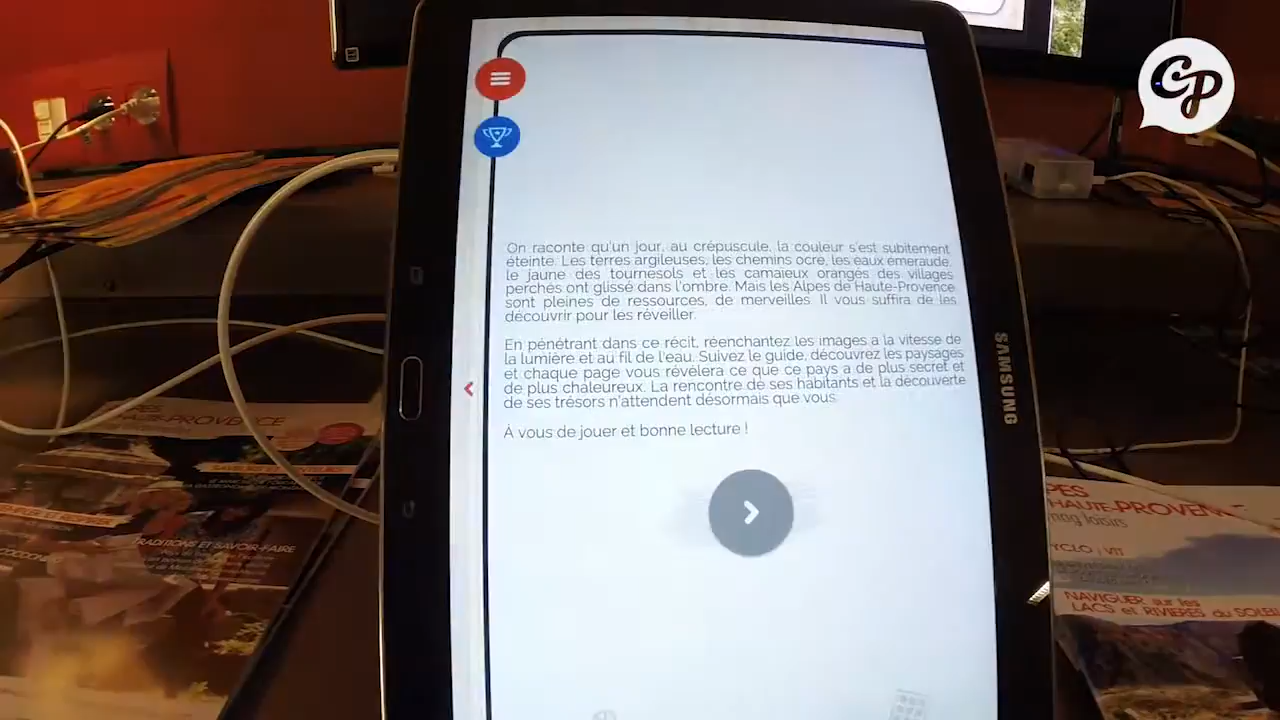 CP
On raconte qu'un jour, au crépuscule, la couleur s'est subitement
éteinte. Les terres argileuses, les chemins ocre, les eaux émeraude,
le jaune des tournesols et les camaïeux orangés des villages
perchés ont glissé dans l'ombre. Mais les Alpes de Haute-Provence
sont pleines de ressources, de merveilles. Il vous suffira de les
découvrir pour les réveiller.
En pénétrant dans ce récit, réenchantez les images a la vitesse de
la lumière et au fil de l'eau. Suivez le guide, découvrez les paysages
et chaque page vous révélera ce que ce pays a de plus secret et
de plus chaleureux. La rencontre de ses habitants et la découverte
de ses trésors n'attendent désormais que vous.
À vous de jouer et bonne lecture !
SAMSUNG
TRADITIONS ET SAVOIR-FAIRE
PES
HAUTE-PROVEN
mag loisirs
NAVIGUER sur les
LACS et RIVIÈRES du SOLEI